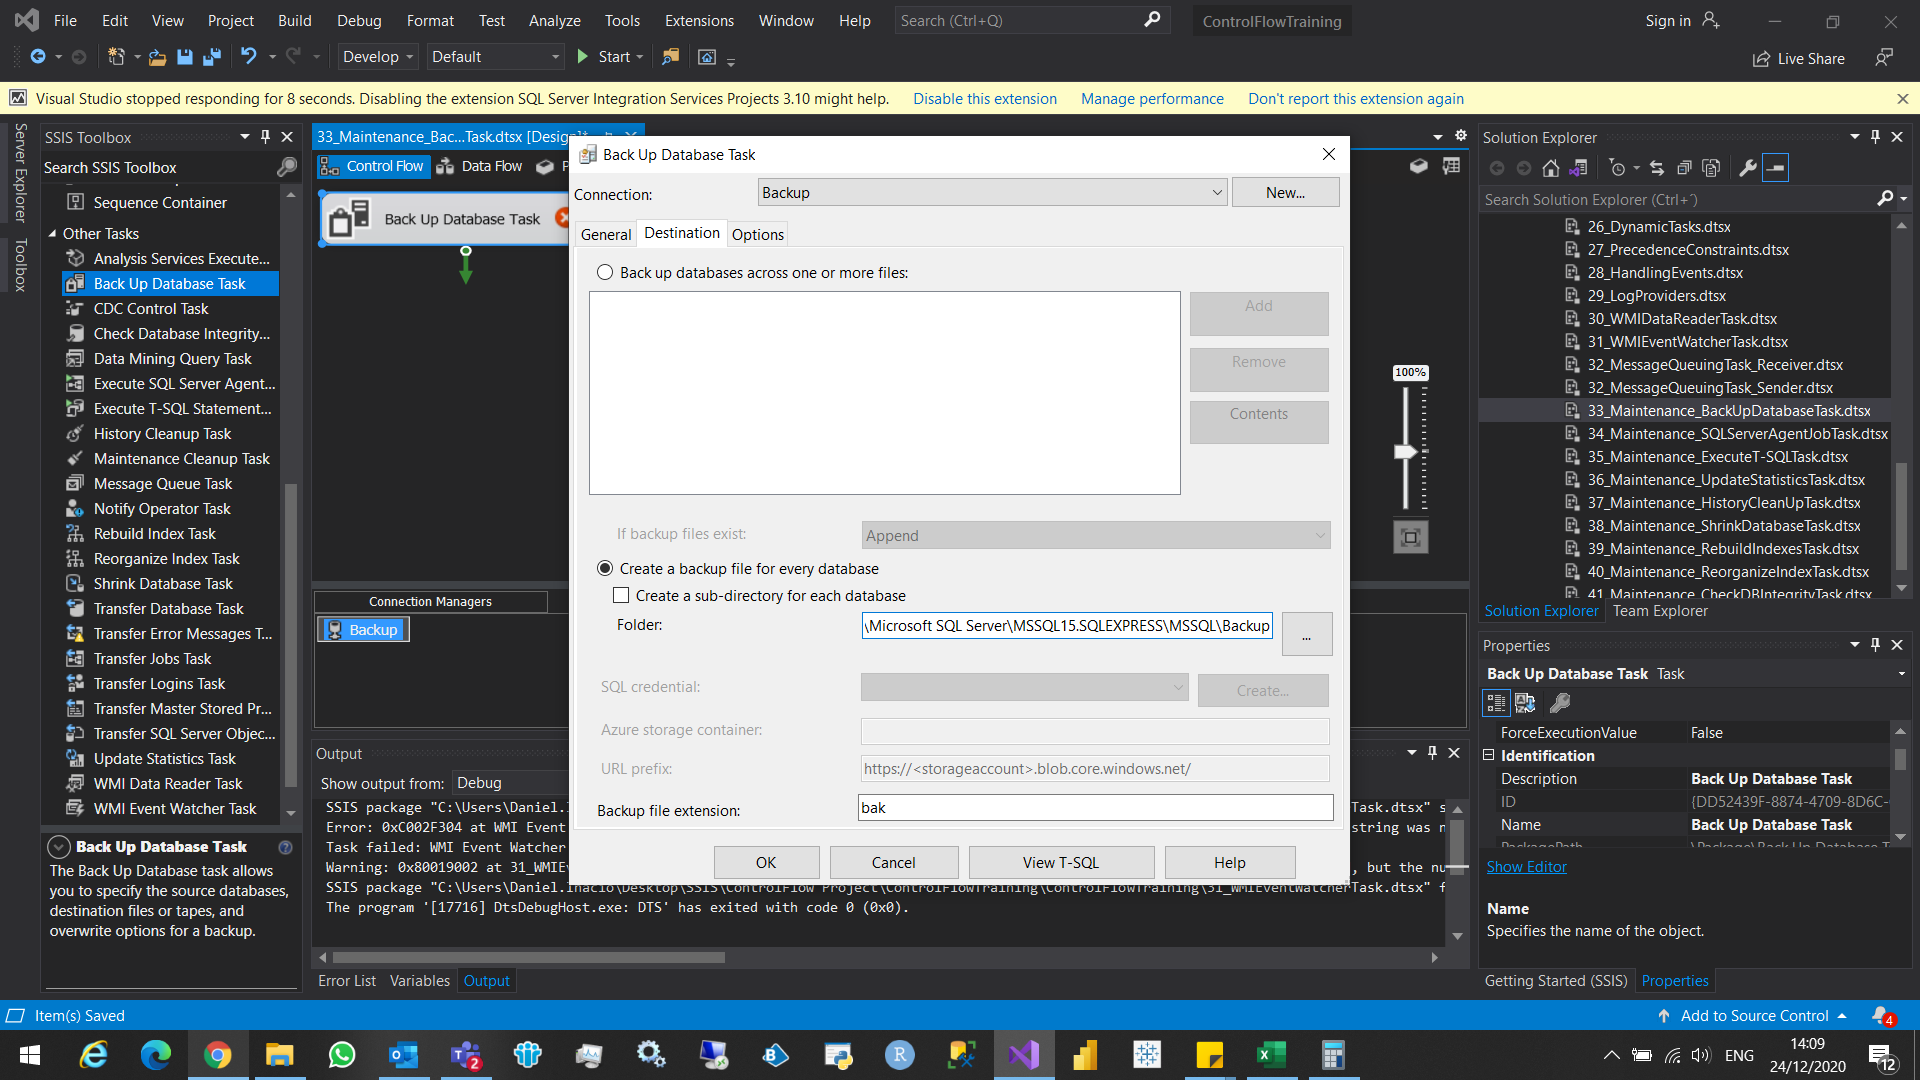 File Edit View Project Build Debug Format Test Analyze Tools Extensions Window Help Search (Ctrl+Q) ControlFlowTraining Sign in
Develop Default Start Live Share
Visual Studio stopped responding for 8 seconds. Disabling the extension SQL Server Integration Services Projects 3.10 might help. Disable this extension Manage performance Don't report this extension again
Server Explorer
Toolbox
SSIS Toolbox
Search SSIS Toolbox
Sequence Container
Other Tasks
Analysis Services Execute...
Back Up Database Task
CDC Control Task
Check Database Integrity...
Data Mining Query Task
Execute SQL Server Agent...
Execute T-SQL Statement...
History Cleanup Task
Maintenance Cleanup Task
Message Queue Task
Notify Operator Task
Rebuild Index Task
Reorganize Index Task
Shrink Database Task
Transfer Database Task
Transfer Error Messages T...
Transfer Jobs Task
Transfer Logins Task
Transfer Master Stored Pr...
Transfer SQL Server Objec...
Update Statistics Task
WMI Data Reader Task
WMI Event Watcher Task
Back Up Database Task
The Back Up Database task allows
you to specify the source databases,
destination files or tapes, and
overwrite options for a backup.
33_Maintenance_Bac...Task.dtsx [Design]*
Control Flow Data Flow P
Back Up Database Task
100%
Connection Managers
Backup
Back Up Database Task
Connection: Backup New...
General Destination Options
Back up databases across one or more files:
Add
Remove
Contents
If backup files exist: Append
Create a backup file for every database
Create a sub-directory for each database
Folder: \Microsoft SQL Server\MSSQL15.SQLEXPRESS\MSSQL\Backup ...
SQL credential: Create...
Azure storage container:
URL prefix: https://<storageaccount>.blob.core.windows.net/
Backup file extension: bak
OK Cancel View T-SQL Help
Output
Show output from: Debug
SSIS package "C:\Users\Daniel.I Task.dtsx" s
Error: 0xC002F304 at WMI Event string was n
Task failed: WMI Event Watcher
Warning: 0x80019002 at 31_WMIEv , but the nu
SSIS package "C:\Users\Daniel.Inacio\Desktop\SSIS\ControlFlow Project\ControlFlowTraining\ControlFlowTraining\31_WMIEventWatcherTask.dtsx" f
The program '[17716] DtsDebugHost.exe: DTS' has exited with code 0 (0x0).
Error List Variables Output
Solution Explorer
Search Solution Explorer (Ctrl+´)
26_DynamicTasks.dtsx
27_PrecedenceConstraints.dtsx
28_HandlingEvents.dtsx
29_LogProviders.dtsx
30_WMIDataReaderTask.dtsx
31_WMIEventWatcherTask.dtsx
32_MessageQueuingTask_Receiver.dtsx
32_MessageQueuingTask_Sender.dtsx
33_Maintenance_BackUpDatabaseTask.dtsx
34_Maintenance_SQLServerAgentJobTask.dtsx
35_Maintenance_ExecuteT-SQLTask.dtsx
36_Maintenance_UpdateStatisticsTask.dtsx
37_Maintenance_HistoryCleanUpTask.dtsx
38_Maintenance_ShrinkDatabaseTask.dtsx
39_Maintenance_RebuildIndexesTask.dtsx
40_Maintenance_ReorganizeIndexTask.dtsx
41_Maintenance_CheckDBIntegrityTask.dtsx
Solution Explorer Team Explorer
Properties
Back Up Database Task Task
ForceExecutionValue False
Identification
Description Back Up Database Task
ID {DD52439F-8874-4709-8D6C-
Name Back Up Database Task
PackagePath \Package\Back Up Database T
Show Editor
Name
Specifies the name of the object.
Getting Started (SSIS) Properties
Item(s) Saved Add to Source Control 4
2 ENG 14:09
24/12/2020 12